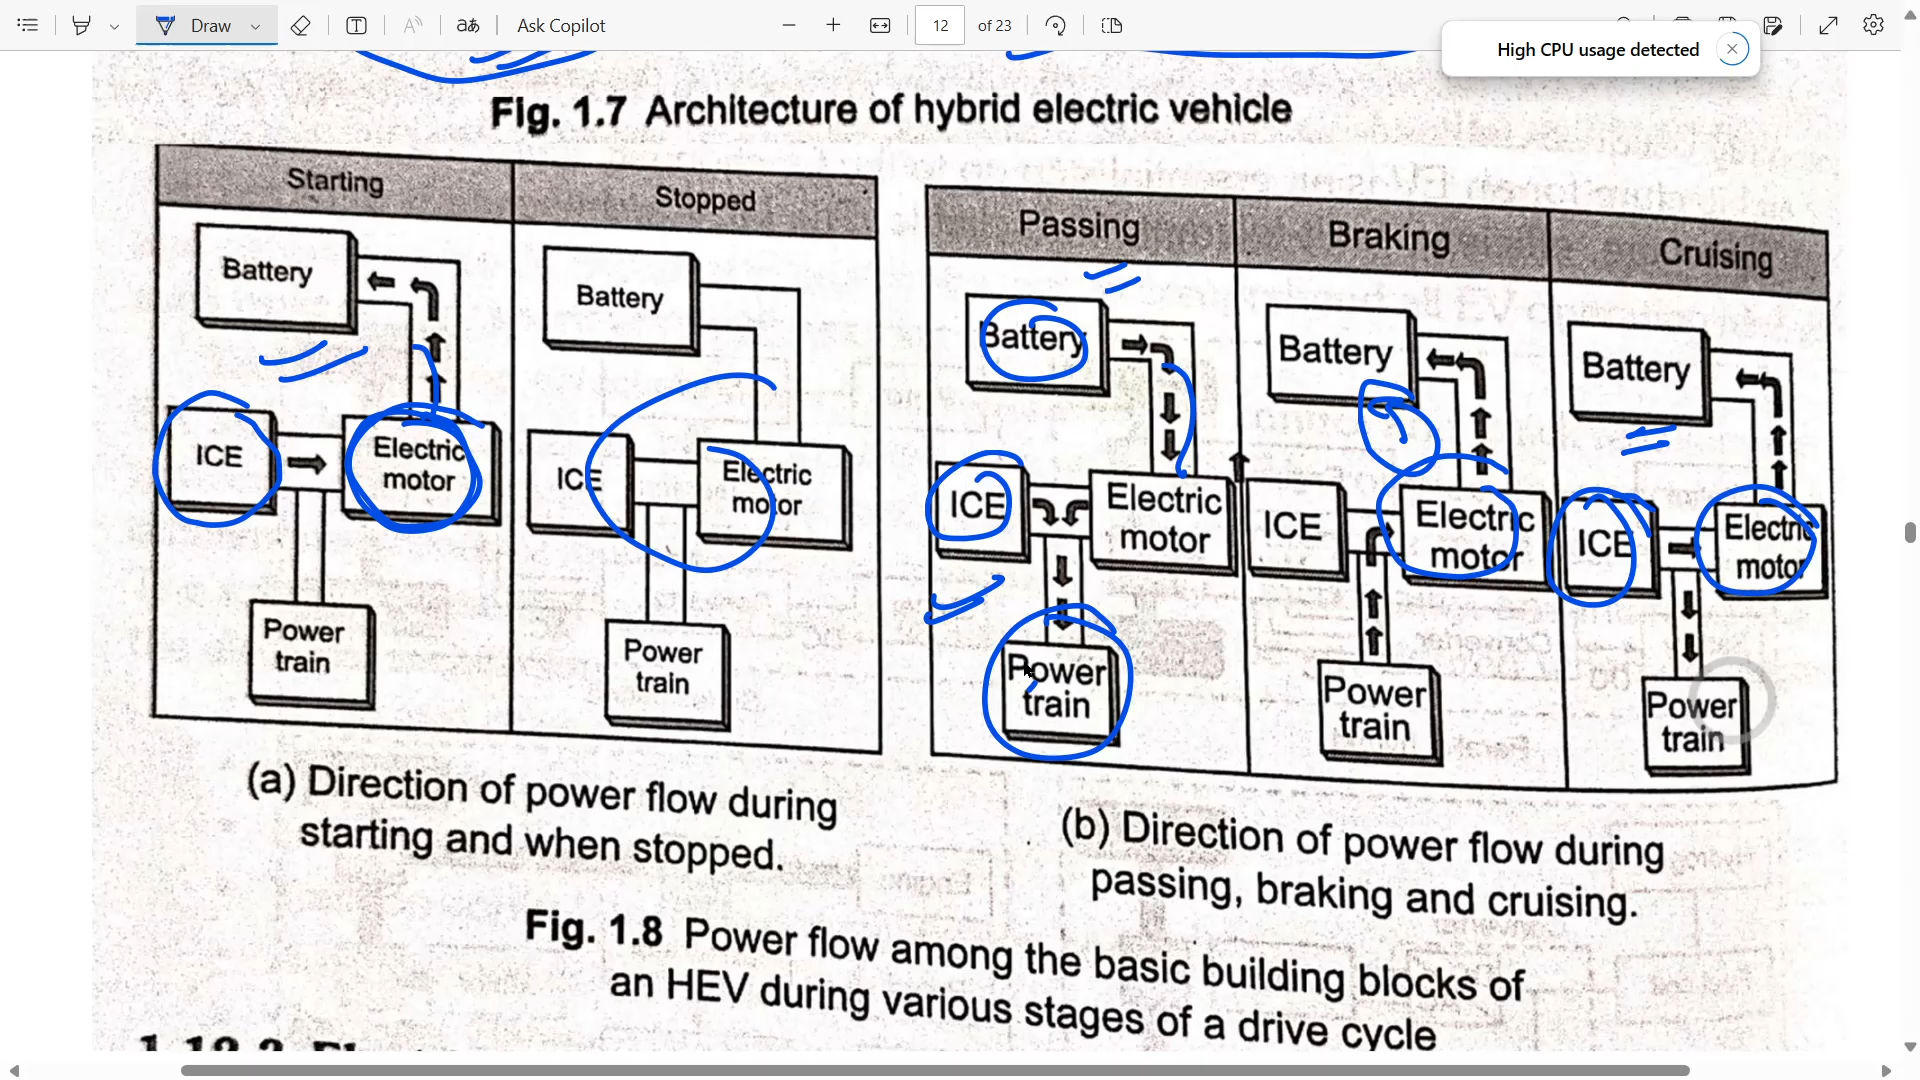 Draw
T
A
aあ
Ask Copilot
12 of 23
High CPU usage detected
Fig. 1.7 Architecture of hybrid electric vehicle
Starting
Battery
ICE
Electric
motor
Power
train
Stopped
Battery
ICE
Electric
motor
Power
train
Passing
Battery
ICE
Electric
motor
Power
train
Braking
Battery
ICE
Electric
motor
Power
train
Cruising
Battery
ICE
Electric
motor
Power
train
(a) Direction of power flow during
starting and when stopped.
(b) Direction of power flow during
passing, braking and cruising.
Fig. 1.8 Power flow among the basic building blocks of
an HEV during various stages of a drive cycle